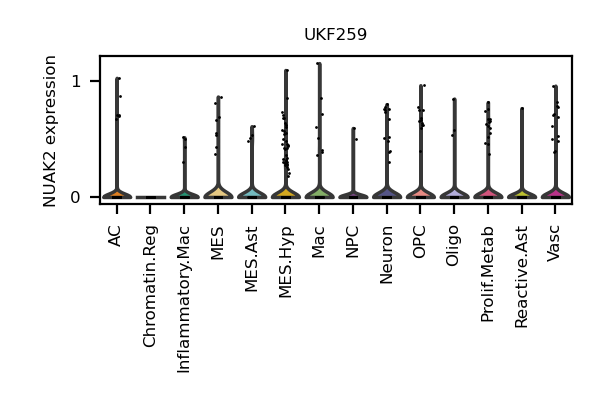 UKF259
NUAK2 expression
1
0
AC
Chromatin.Reg
Inflammatory.Mac
MES
MES.Ast
MES.Hyp
Mac
NPC
Neuron
OPC
Oligo
Prolif.Metab
Reactive.Ast
Vasc